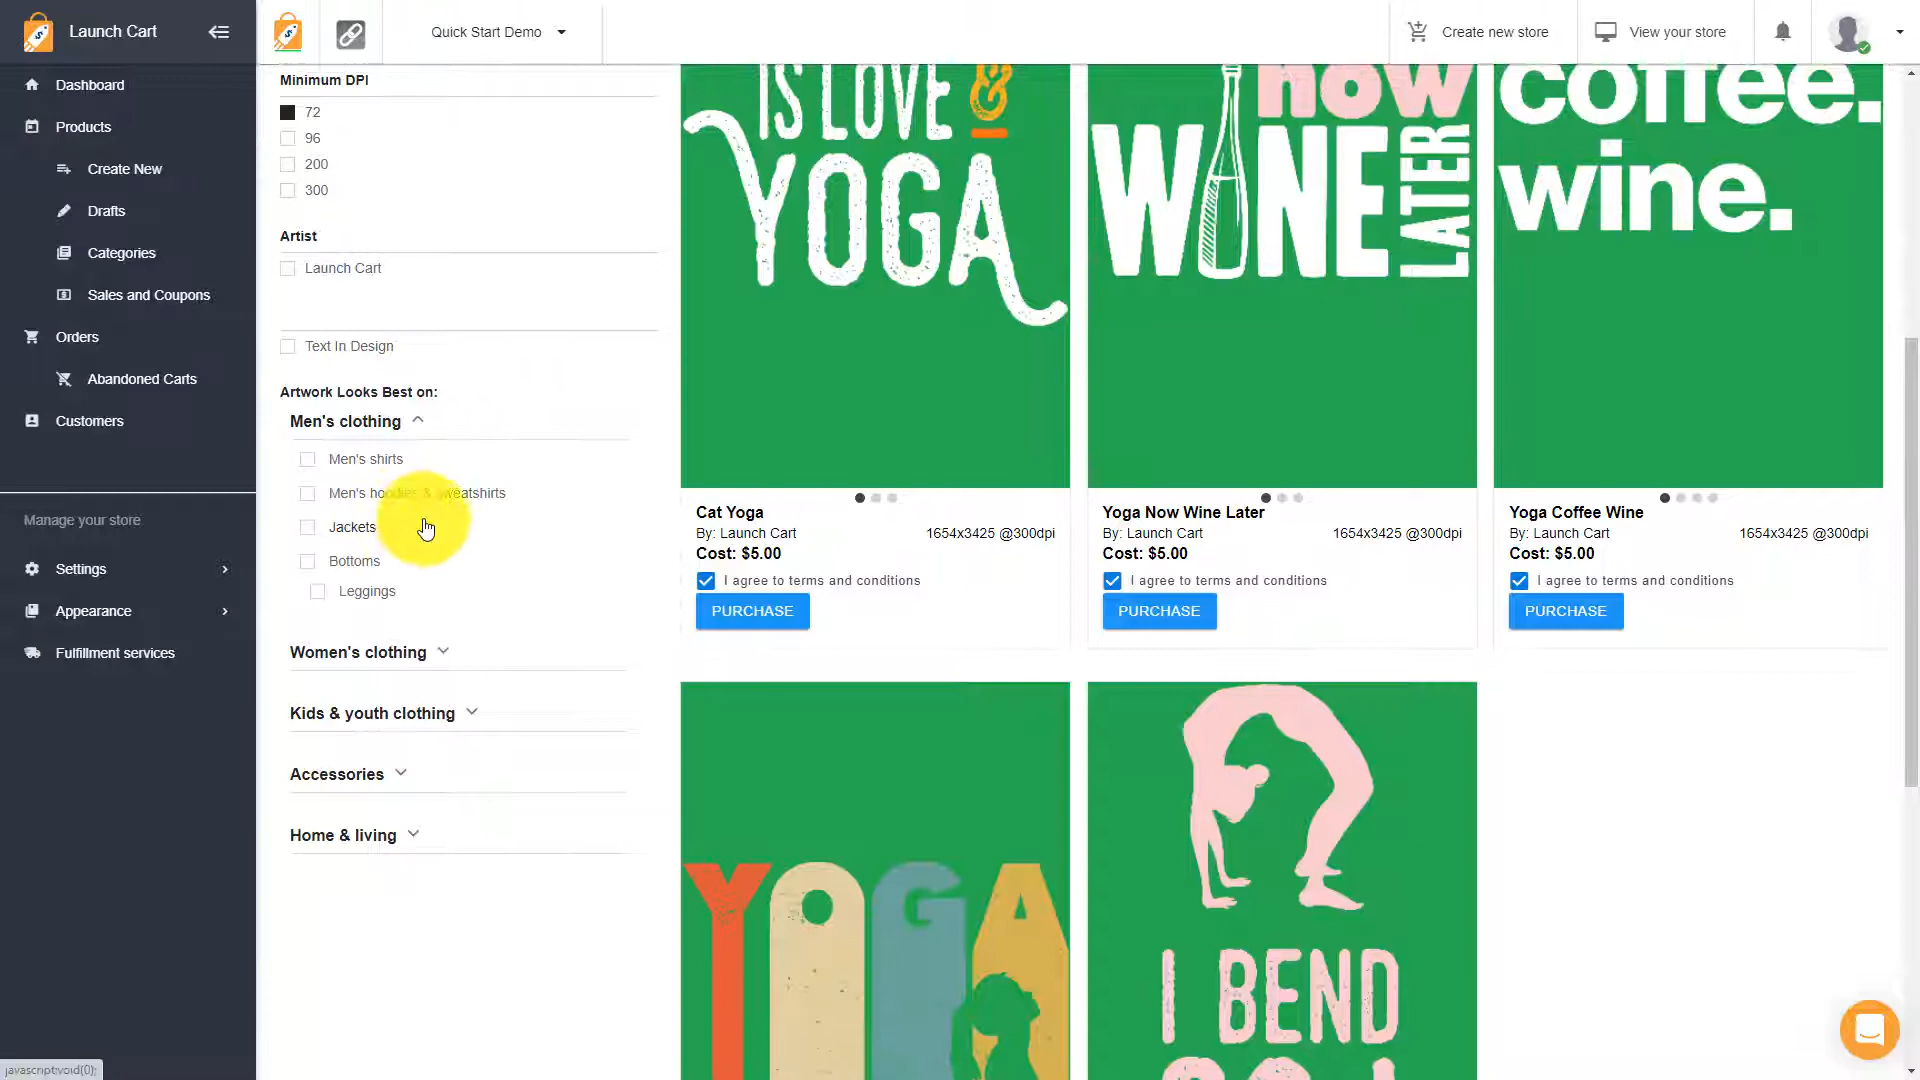 Launch Cart
Quick Start Demo
Create new store
View your store
Dashboard
Products
Create New
Drafts
Categories
Sales and Coupons
Orders
Abandoned Carts
Customers
Manage your store
Settings
Appearance
Fulfillment services
javascript:void(0);
Minimum DPI
72
96
200
300
Artist
Launch Cart
Text In Design
Artwork Looks Best on:
Men's clothing
Men's shirts
Men's hoodies & sweatshirts
Jackets
Bottoms
Leggings
Women's clothing
Kids & youth clothing
Accessories
Home & living
IS LOVE &
YOGA
Cat Yoga
By: Launch Cart 1654x3425 @300dpi
Cost: $5.00
I agree to terms and conditions
PURCHASE
now
WINE
LATER
Yoga Now Wine Later
By: Launch Cart 1654x3425 @300dpi
Cost: $5.00
I agree to terms and conditions
PURCHASE
coffee.
wine.
Yoga Coffee Wine
By: Launch Cart 1654x3425 @300dpi
Cost: $5.00
I agree to terms and conditions
PURCHASE
YOGA
I BEND